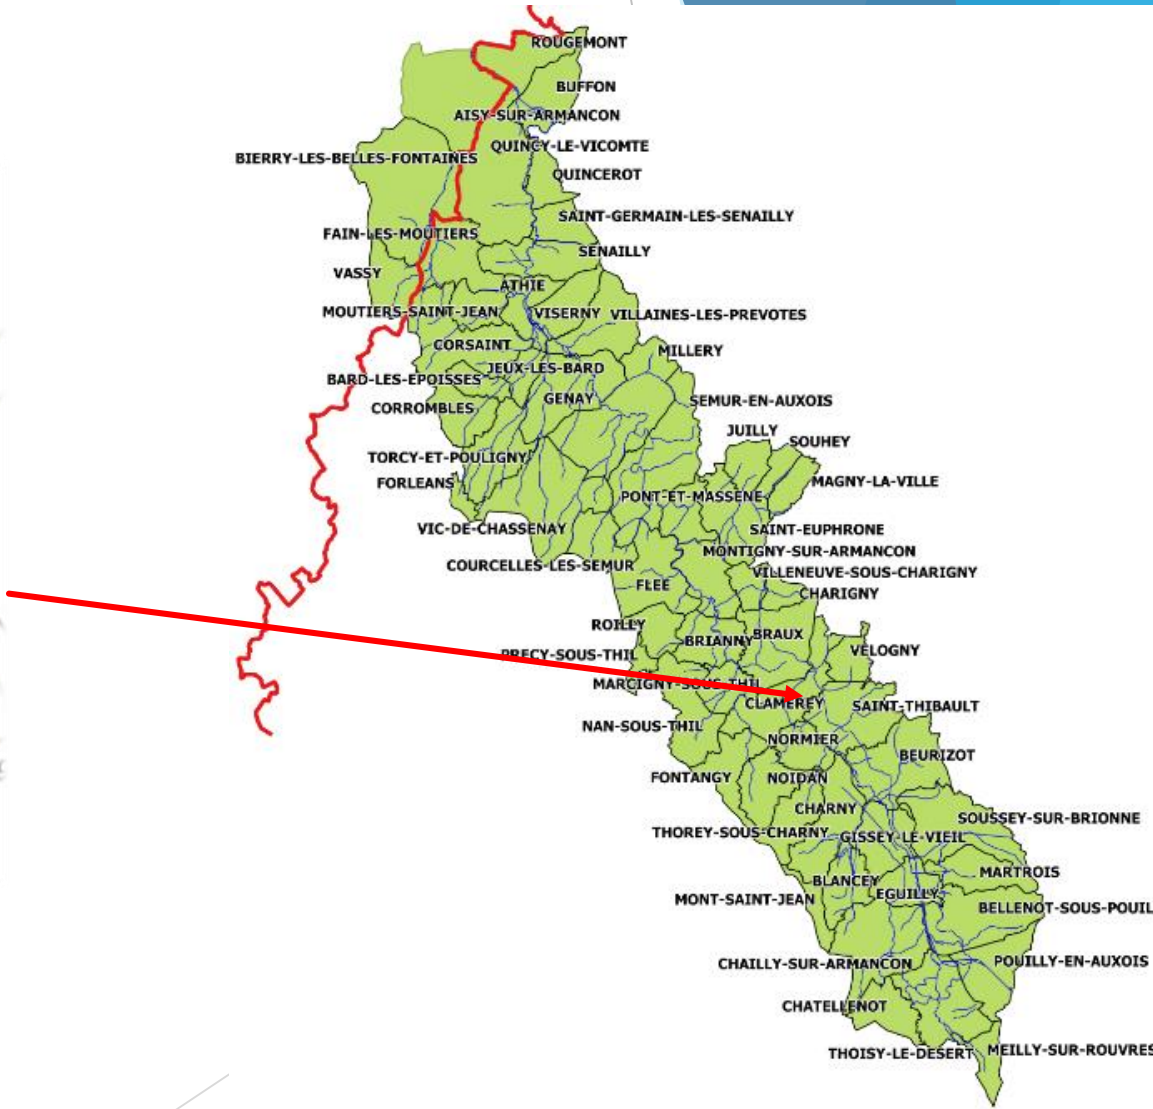 ROUGEMONT
BUFFON
AISY-SUR-ARMANCON
QUINCY-LE-VICOMTE
BIERRY-LES-BELLES-FONTAINES
QUINCEROT
SAINT-GERMAIN-LES-SENAILLY
FAIN-LES-MOUTIERS
SENAILLY
VASSY
ATHIE
MOUTIERS-SAINT-JEAN
VISERNY
VILLAINES-LES-PREVOTES
CORSAINT
MILLERY
JEUX-LES-BARD
BARD-LES-EPOISSES
GENAY
SEMUR-EN-AUXOIS
CORROMBLES
JUILLY
SOUHEY
TORCY-ET-POULIGNY
FORLEANS
MAGNY-LA-VILLE
PONT-ET-MASSENE
VIC-DE-CHASSENAY
SAINT-EUPHRONE
MONTIGNY-SUR-ARMANCON
COURCELLES-LES-SEMUR
VILLENEUVE-SOUS-CHARIGNY
FLEE
CHARIGNY
ROILLY
BRIANNY
BRAUX
VELOGNY
PRECY-SOUS-THIL
MARCIGNY-SOUS-THIL
CLAMEREY
SAINT-THIBAULT
NAN-SOUS-THIL
NORMIER
BEURIZOT
FONTANGY
NOIDAN
CHARNY
SOUSSEY-SUR-BRIONNE
THOREY-SOUS-CHARNY
GISSEY-LE-VIEIL
MARTROIS
BLANCEY
EGUILLY
MONT-SAINT-JEAN
BELLENOT-SOUS-POUIL
CHAILLY-SUR-ARMANCON
POUILLY-EN-AUXOIS
CHATELLENOT
THOISY-LE-DESERT
MEILLY-SUR-ROUVRES